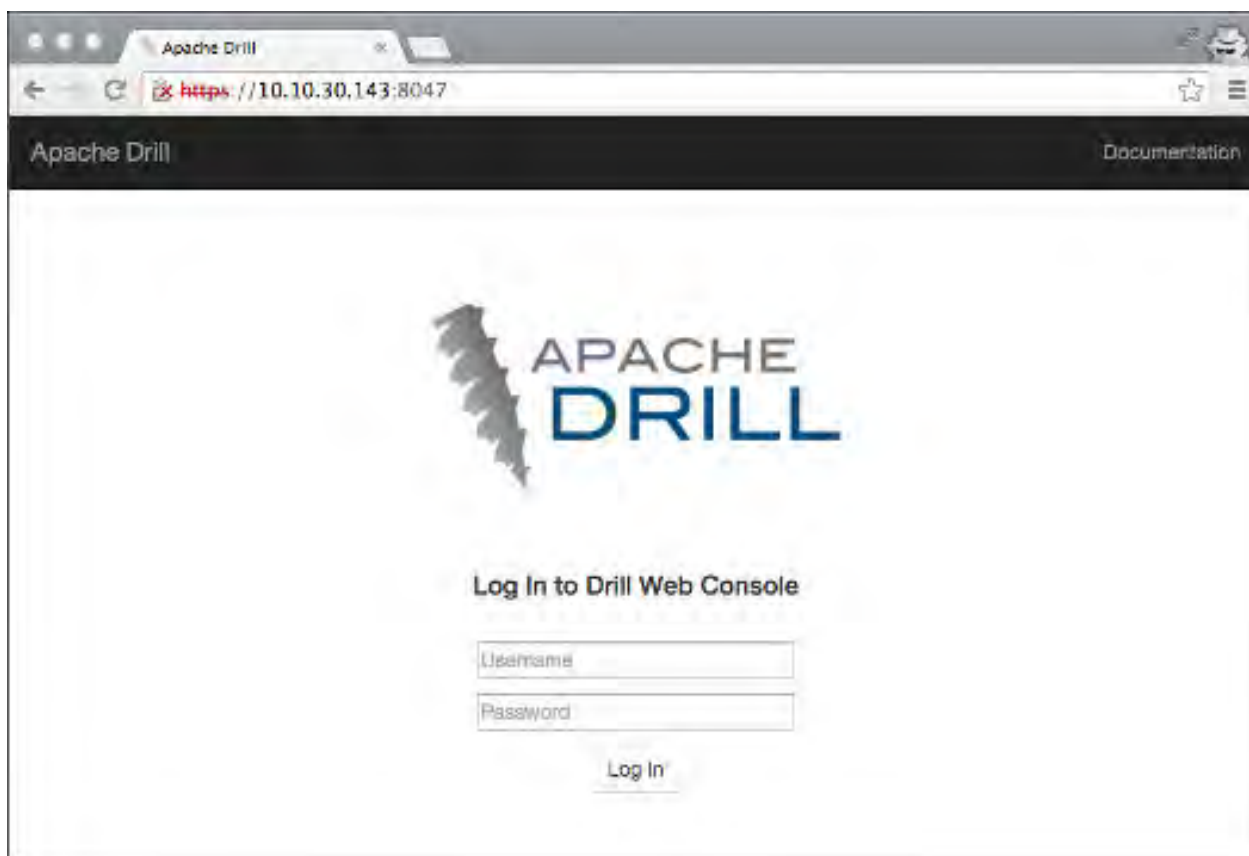 Apache Drill
https://10.10.30.143:8047
Apache Drill
Documentation
APACHE
DRILL
Log In to Drill Web Console
Username
Password
Log In